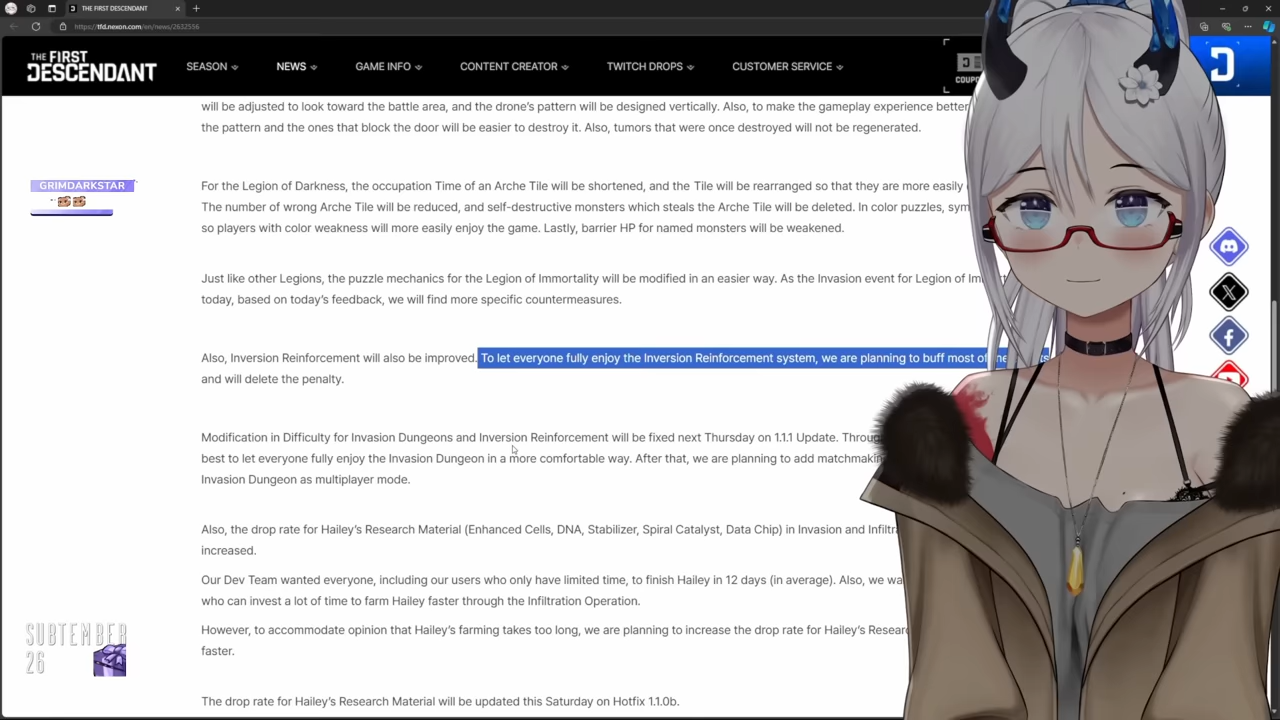 THE FIRST DESCENDANT
https://tfd.nexon.com/en/news/2632556
THE FIRST
DESCENDANT
SEASON
NEWS
GAME INFO
CONTENT CREATOR
TWITCH DROPS
CUSTOMER SERVICE
COUPO
will be adjusted to look toward the battle area, and the drone's pattern will be designed vertically. Also, to make the gameplay experience better
the pattern and the ones that block the door will be easier to destroy it. Also, tumors that were once destroyed will not be regenerated.
GRIMDARKSTAR
For the Legion of Darkness, the occupation Time of an Arche Tile will be shortened, and the Tile will be rearranged so that they are more easily
The number of wrong Arche Tile will be reduced, and self-destructive monsters which steals the Arche Tile will be deleted. In color puzzles, sym
so players with color weakness will more easily enjoy the game. Lastly, barrier HP for named monsters will be weakened.
Just like other Legions, the puzzle mechanics for the Legion of Immortality will be modified in an easier way. As the Invasion event for Legion of Im
today, based on today's feedback, we will find more specific countermeasures.
Also, Inversion Reinforcement will also be improved. To let everyone fully enjoy the Inversion Reinforcement system, we are planning to buff most of
and will delete the penalty.
Modification in Difficulty for Invasion Dungeons and Inversion Reinforcement will be fixed next Thursday on 1.1.1 Update. Throu
best to let everyone fully enjoy the Invasion Dungeon in a more comfortable way. After that, we are planning to add matchmakin
Invasion Dungeon as multiplayer mode.
Also, the drop rate for Hailey's Research Material (Enhanced Cells, DNA, Stabilizer, Spiral Catalyst, Data Chip) in Invasion and Infiltr
increased.
Our Dev Team wanted everyone, including our users who only have limited time, to finish Hailey in 12 days (in average). Also, we wa
who can invest a lot of time to farm Hailey faster through the Infiltration Operation.
However, to accommodate opinion that Hailey's farming takes too long, we are planning to increase the drop rate for Hailey's Resear
faster.
SUBTEMBER
26
The drop rate for Hailey's Research Material will be updated this Saturday on Hotfix 1.1.0b.